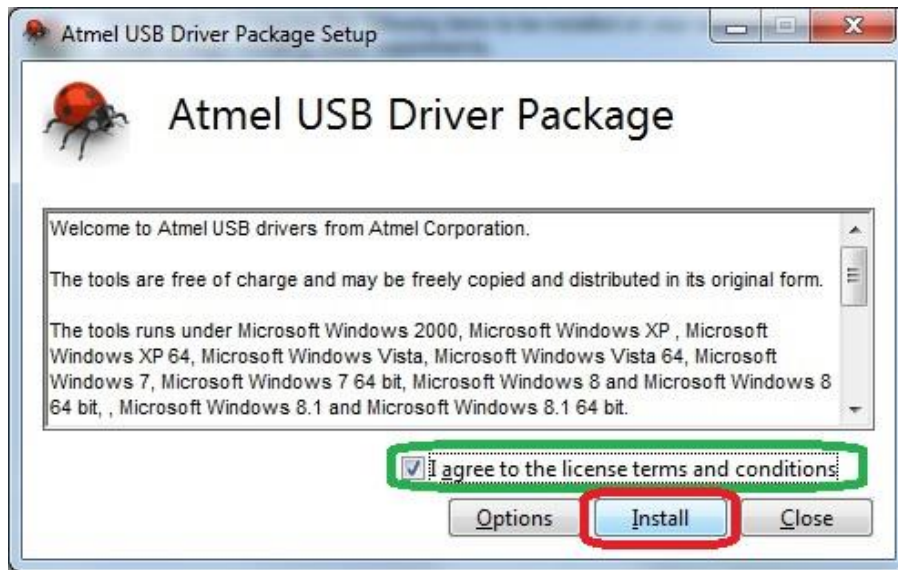 Atmel USB Driver Package Setup
Atmel USB Driver Package
Welcome to Atmel USB drivers from Atmel Corporation.
The tools are free of charge and may be freely copied and distributed in its original form.
The tools runs under Microsoft Windows 2000, Microsoft Windows XP , Microsoft
Windows XP 64, Microsoft Windows Vista, Microsoft Windows Vista 64, Microsoft
Windows 7, Microsoft Windows 7 64 bit, Microsoft Windows 8 and Microsoft Windows 8
64 bit, , Microsoft Windows 8.1 and Microsoft Windows 8.1 64 bit.
I agree to the license terms and conditions
Options Install Close